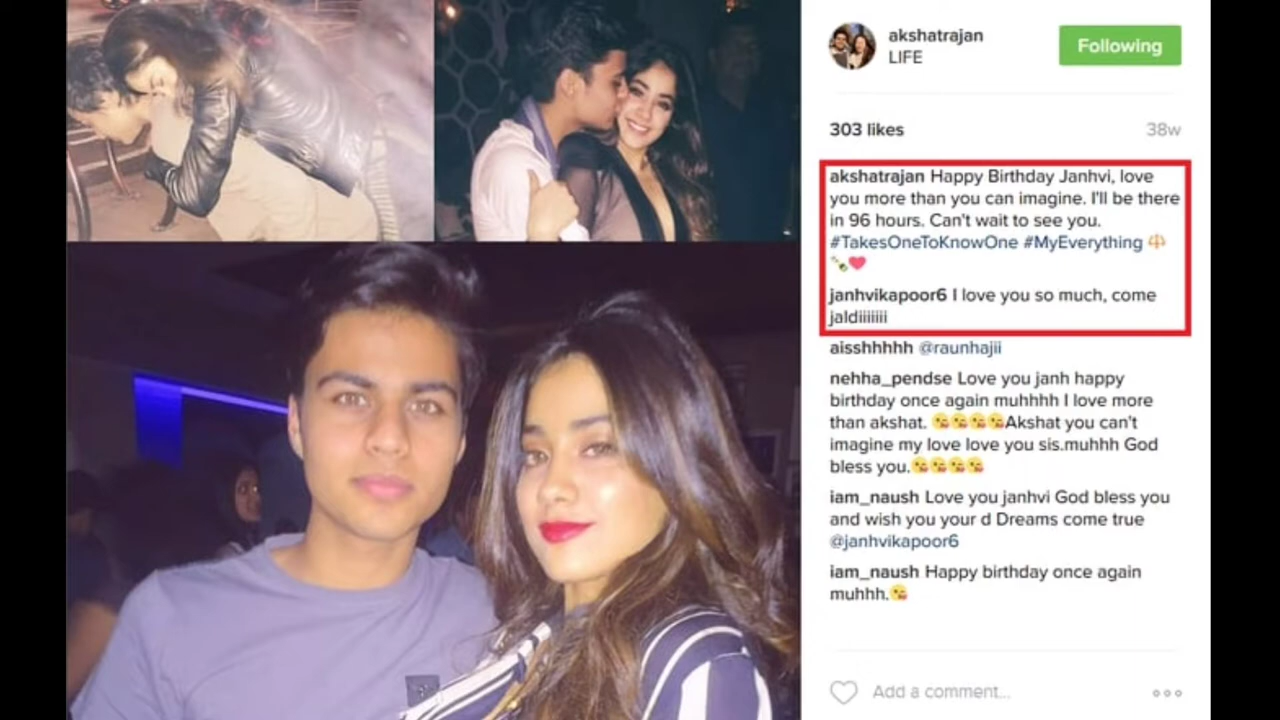 akshatrajan
LIFE
Following
303 likes
38w
akshatrajan Happy Birthday Janhvi, love
you more than you can imagine. I'll be there
in 96 hours. Can't wait to see you.
#TakesOneToKnowOne #MyEverything
janhvikapoor6 I love you so much, come
jaldiiiiiii
aisshhhhh @raunhajii
nehha_pendse Love you janh happy
birthday once again muhhhh I love more
than akshat. 😘😘😘😘Akshat you can't
imagine my love love you sis.muhhh God
bless you.😘😘😘😘
iam_naush Love you janhvi God bless you
and wish you your d Dreams come true
@janhvikapoor6
iam_naush Happy birthday once again
muhhh.😘
Add a comment...